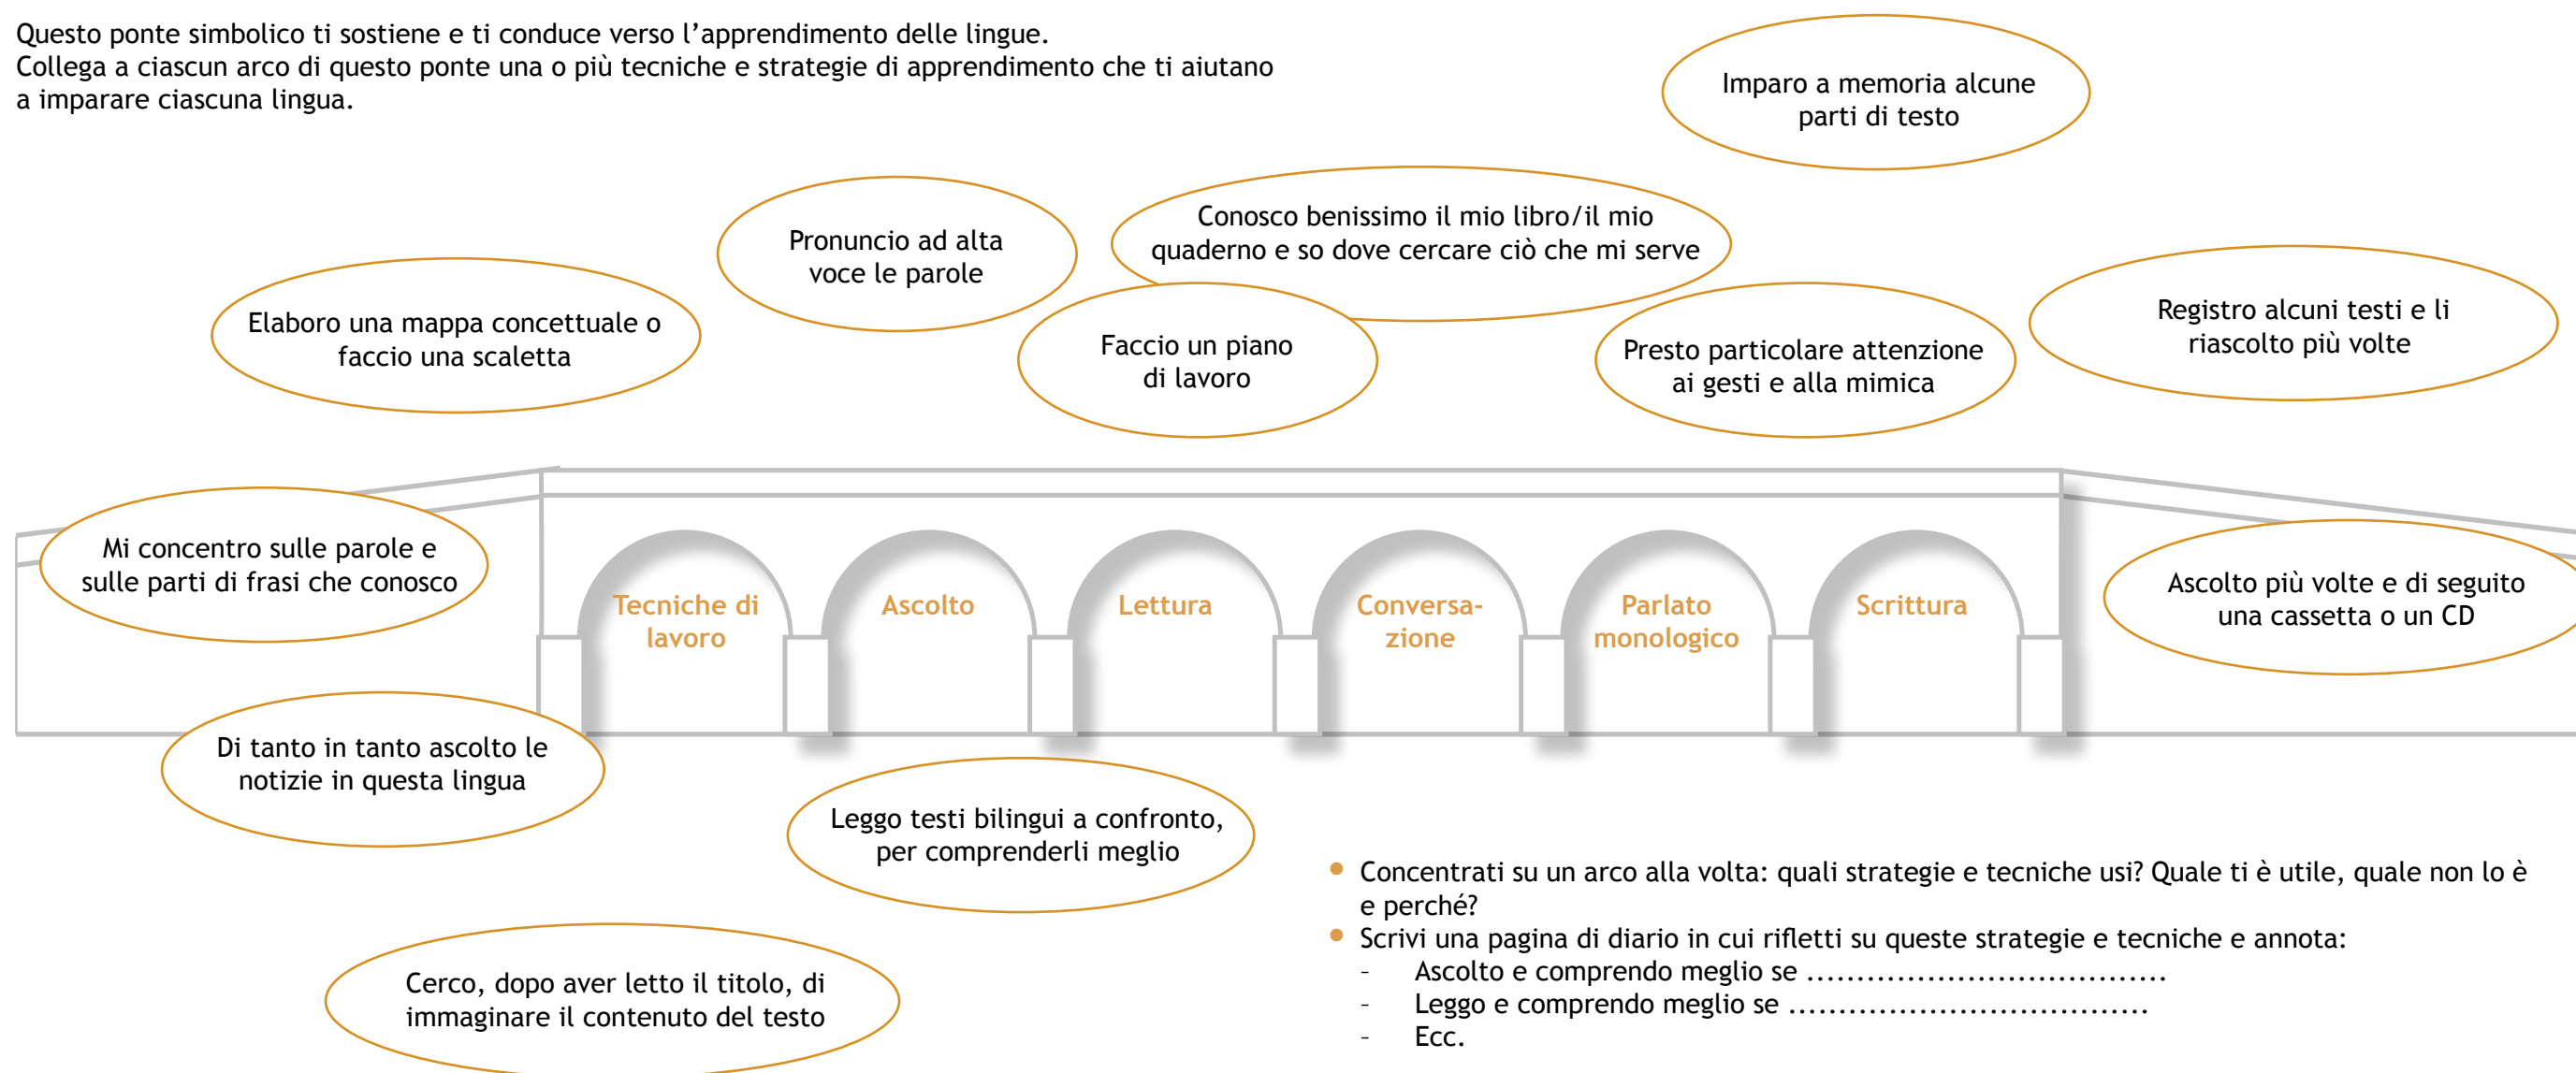 Questo ponte simbolico ti sostiene e ti conduce verso l'apprendimento delle lingue.
Collega a ciascun arco di questo ponte una o più tecniche e strategie di apprendimento che ti aiutano
a imparare ciascuna lingua.
Imparo a memoria alcune
parti di testo
Conosco benissimo il mio libro/il mio
quaderno e so dove cercare ciò che mi serve
Pronuncio ad alta
voce le parole
Elaboro una mappa concettuale o
faccio una scaletta
Faccio un piano
di lavoro
Presto particolare attenzione
ai gesti e alla mimica
Registro alcuni testi e li
riascolto più volte
Mi concentro sulle parole e
sulle parti di frasi che conosco
Tecniche di
lavoro
Ascolto
Lettura
Conversa-
zione
Parlato
monologico
Scrittura
Ascolto più volte e di seguito
una cassetta o un CD
Di tanto in tanto ascolto le
notizie in questa lingua
Leggo testi bilingui a confronto,
per comprenderli meglio
Cerco, dopo aver letto il titolo, di
immaginare il contenuto del testo
• Concentrati su un arco alla volta: quali strategie e tecniche usi? Quale ti è utile, quale non lo è
e perché?
• Scrivi una pagina di diario in cui rifletti su queste strategie e tecniche e annota:
- Ascolto e comprendo meglio se ....................................
- Leggo e comprendo meglio se ....................................
- Ecc.